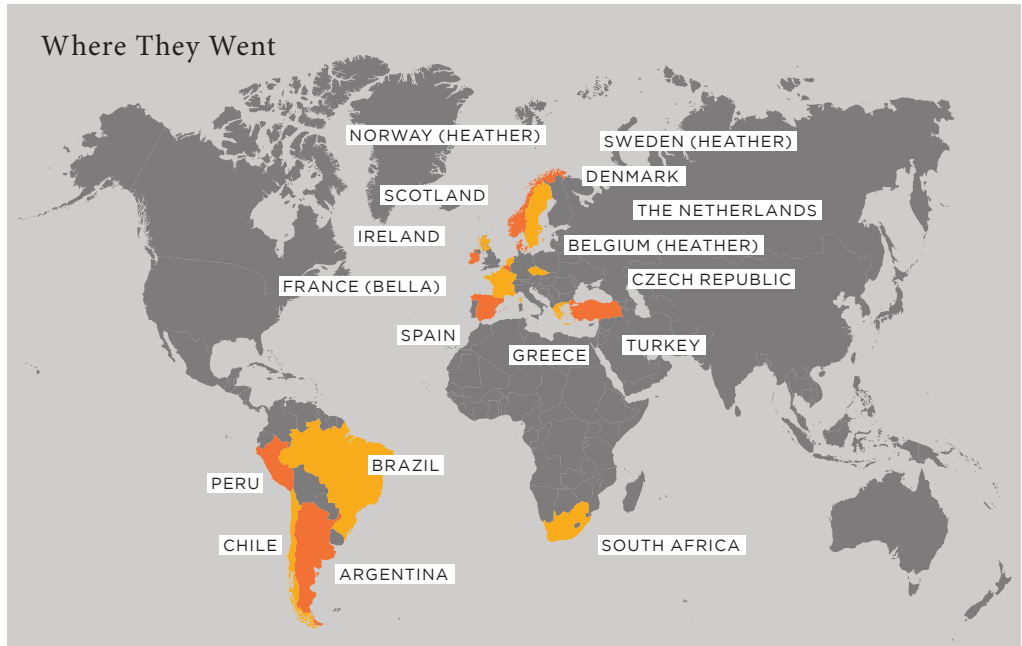 Where They Went
NORWAY (HEATHER)
SWEDEN (HEATHER)
DENMARK
SCOTLAND
THE NETHERLANDS
IRELAND
BELGIUM (HEATHER)
CZECH REPUBLIC
FRANCE (BELLA)
SPAIN
TURKEY
GREECE
BRAZIL
PERU
CHILE
SOUTH AFRICA
ARGENTINA